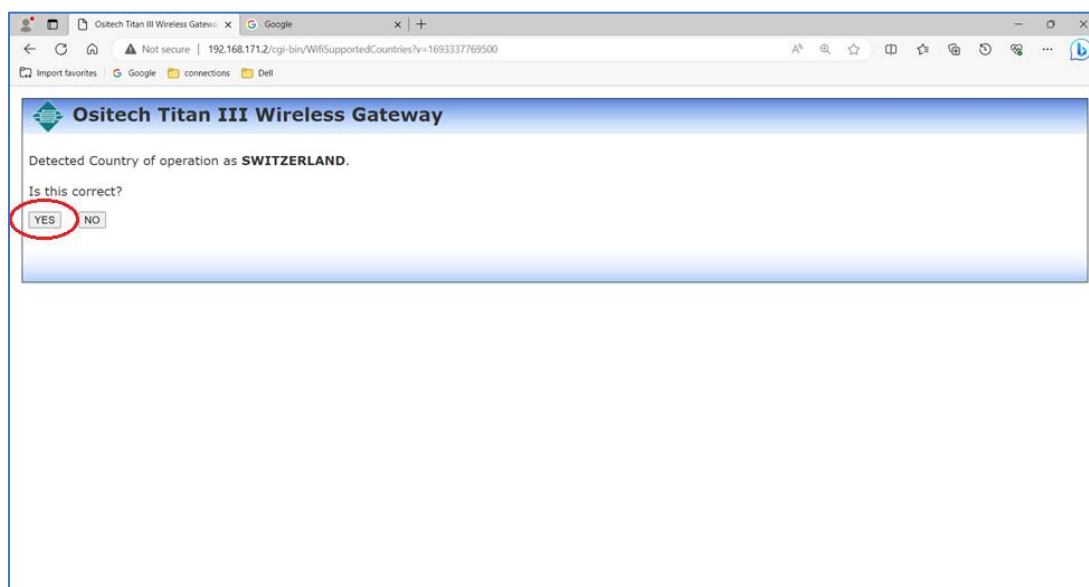 Ositech Titan III Wireless Gatewa
Google
Not secure | 192.168.171.2/cgi-bin/WifiSupportedCountries?v=1693337769500
Import favorites Google connections Dell
Ositech Titan III Wireless Gateway
Detected Country of operation as SWITZERLAND.
Is this correct?
YES NO